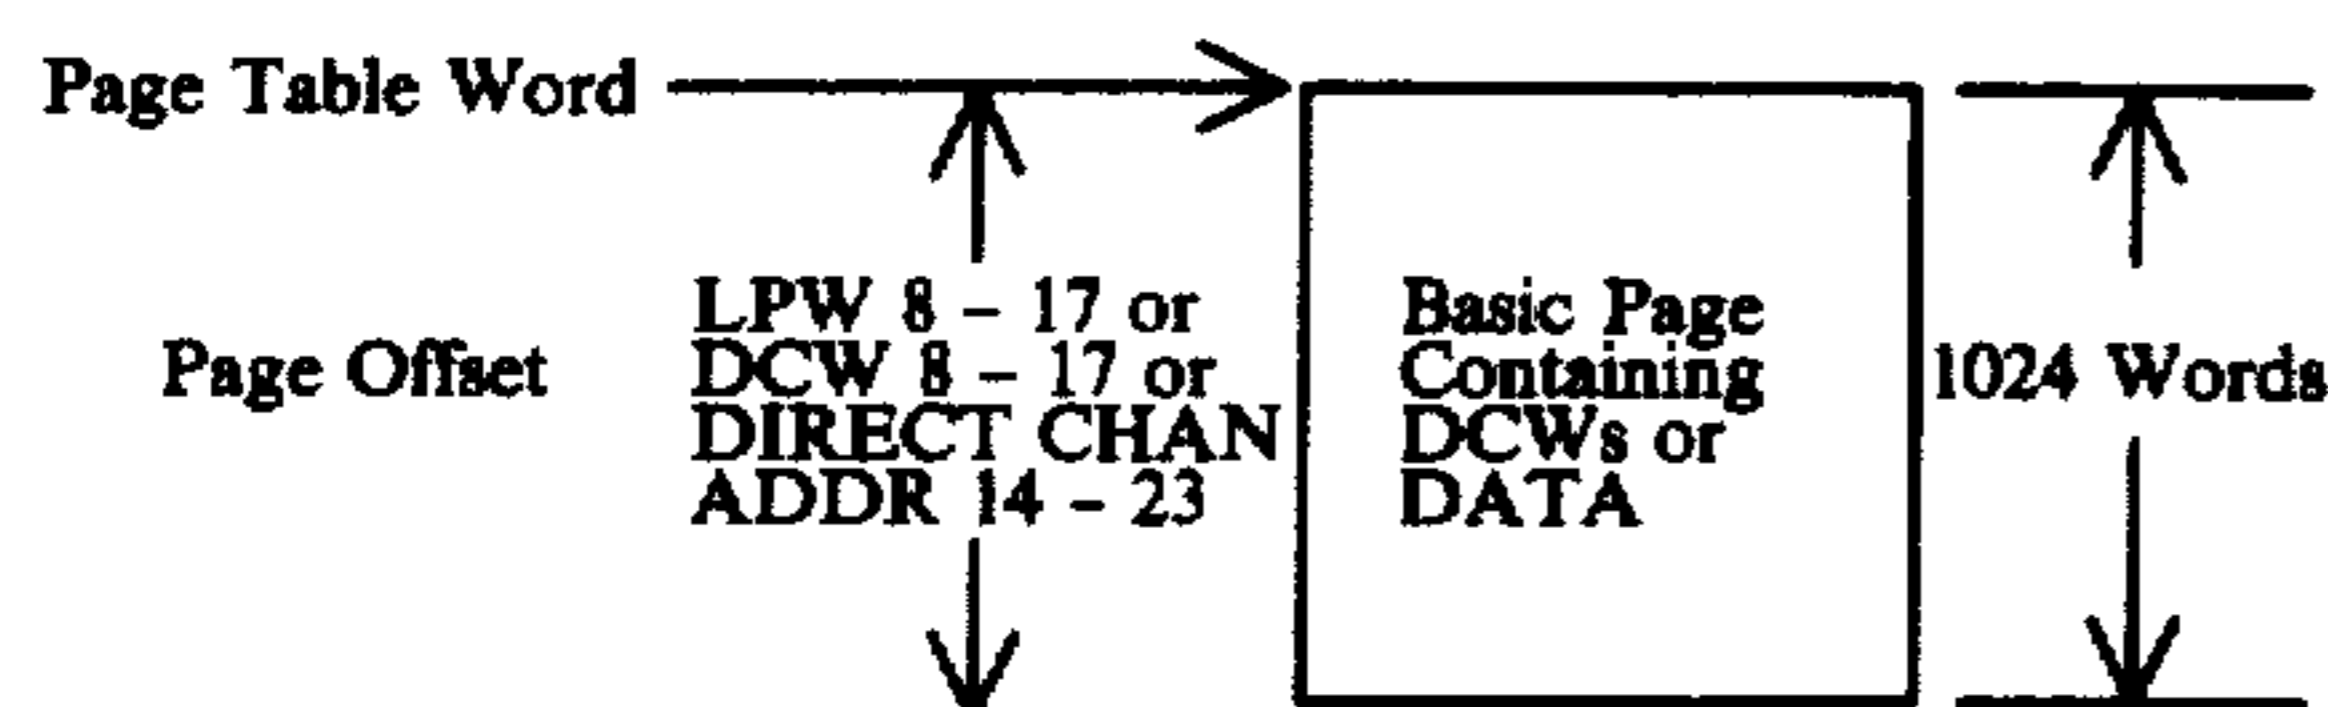 Page Table Word
Page Offset
LPW 8 – 17 or
DCW 8 – 17 or
DIRECT CHAN
ADDR 14 – 23
Basic Page
Containing
DCWs or
DATA
1024 Words